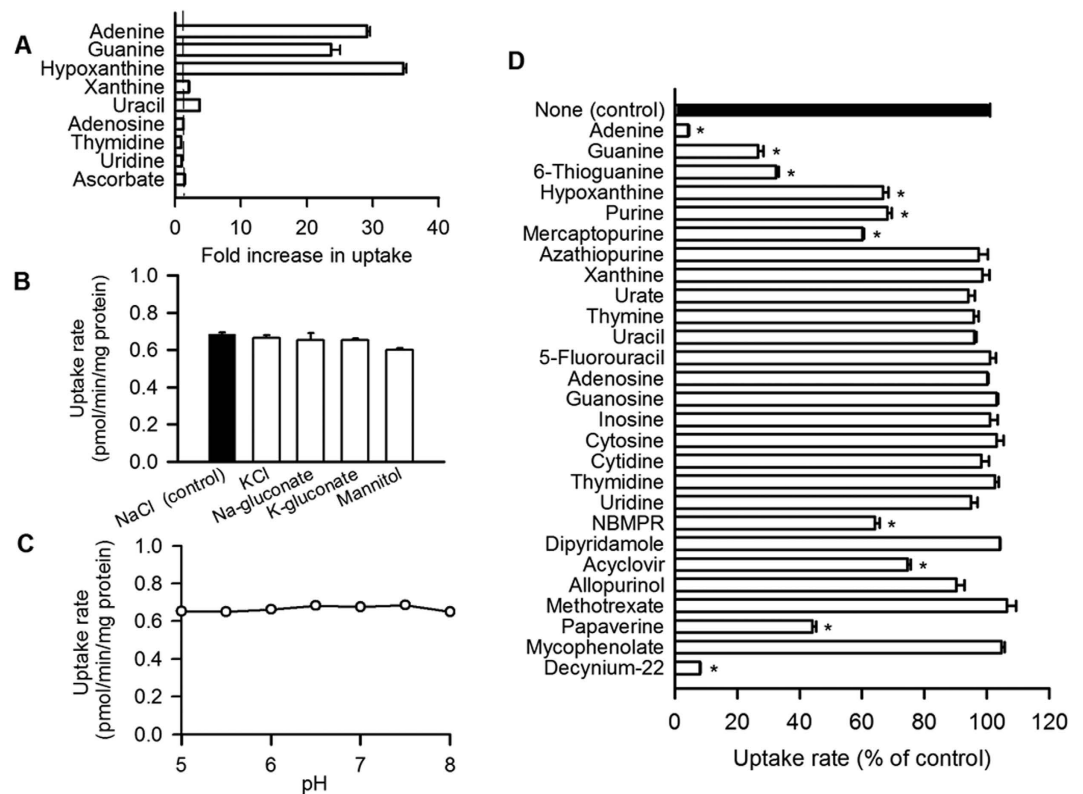 A
Adenine
Guanine
Hypoxanthine
Xanthine
Uracil
Adenosine
Thymidine
Uridine
Ascorbate
0 10 20 30 40
Fold increase in uptake
B
Uptake rate
(pmol/min/mg protein)
1.0
0.8
0.6
0.4
0.2
0.0
NaCl (control)
KCl
Na-gluconate
K-gluconate
Mannitol
C
Uptake rate
(pmol/min/mg protein)
1.0
0.8
0.6
0.4
0.2
0.0
5 6 7 8
pH
D
None (control)
Adenine *
Guanine *
6-Thioguanine *
Hypoxanthine *
Purine *
Mercaptopurine *
Azathiopurine
Xanthine
Urate
Thymine
Uracil
5-Fluorouracil
Adenosine
Guanosine
Inosine
Cytosine
Cytidine
Thymidine
Uridine
NBMPR *
Dipyridamole
Acyclovir *
Allopurinol
Methotrexate
Papaverine *
Mycophenolate
Decynium-22 *
0 20 40 60 80 100 120
Uptake rate (% of control)